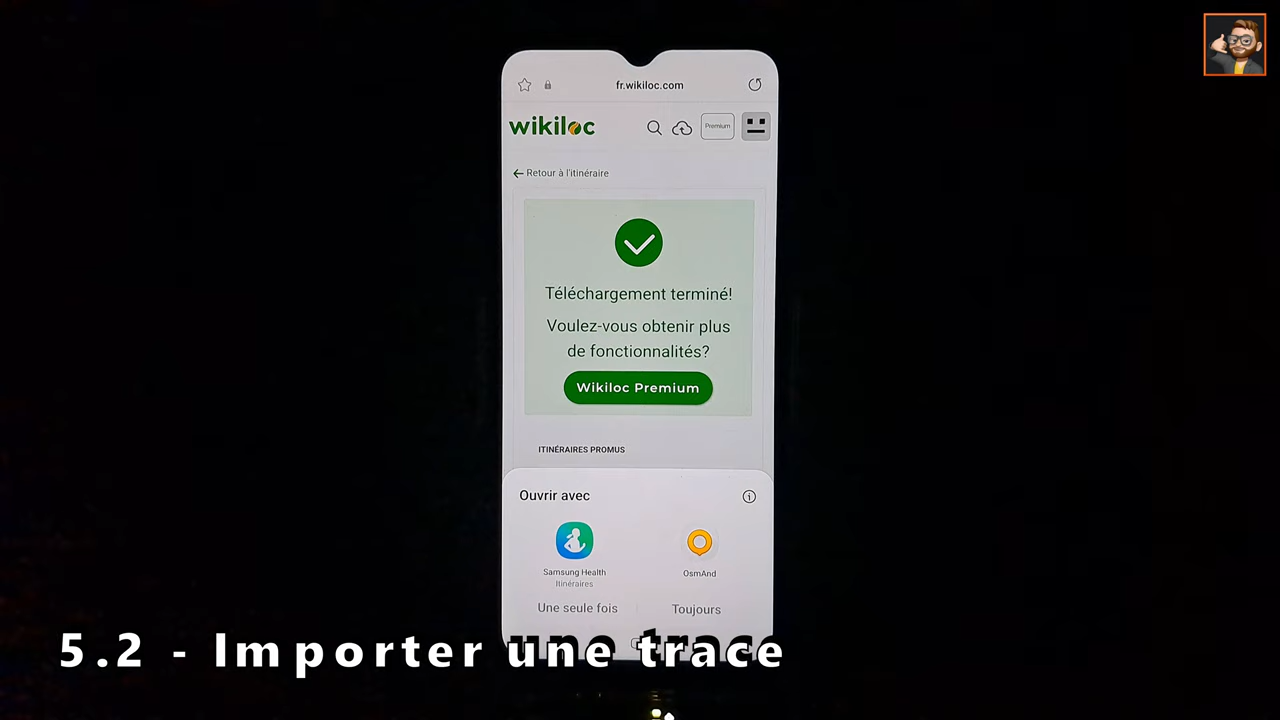 fr.wikiloc.com
wikiloc
Premium
Retour à l'itinéraire
Téléchargement terminé!
Voulez-vous obtenir plus
de fonctionnalités?
Wikiloc Premium
ITINÉRAIRES PROMUS
Ouvrir avec
Samsung Health
Itinéraires
OsmAnd
Une seule fois
Toujours
5.2 - Importer une trace